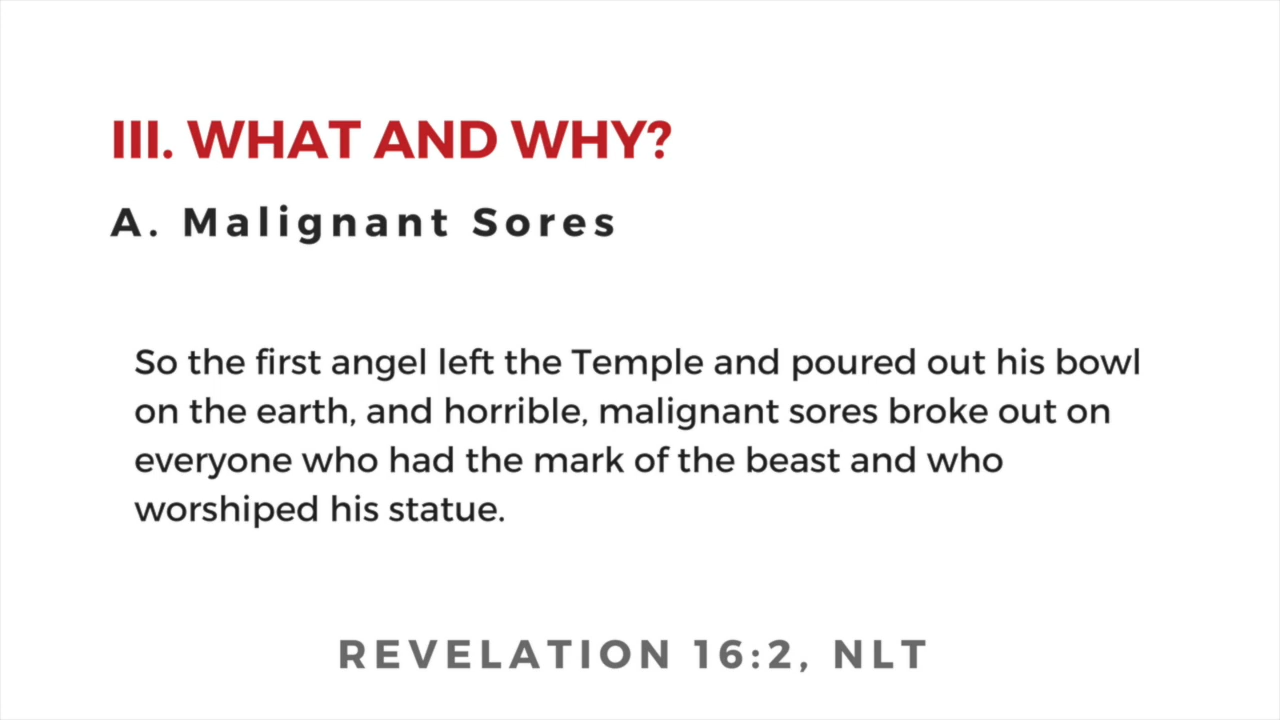 III. WHAT AND WHY?
A. Malignant Sores
So the first angel left the Temple and poured out his bowl
on the earth, and horrible, malignant sores broke out on
everyone who had the mark of the beast and who
worshiped his statue.
REVELATION 16:2, NLT